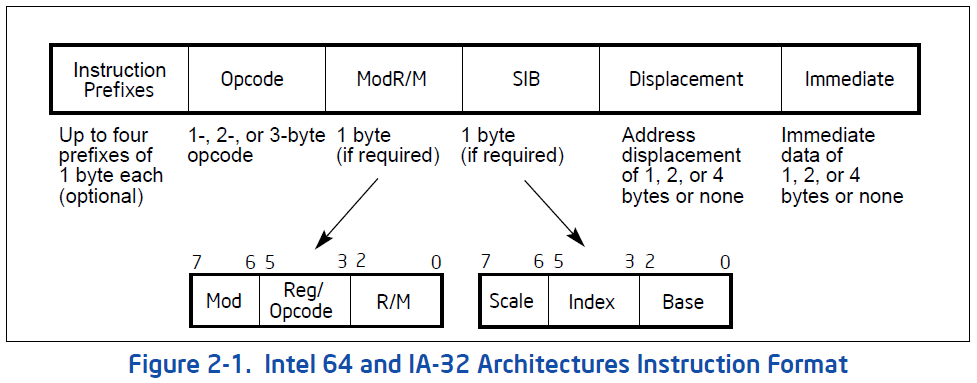 Instruction
Prefixes
Opcode
ModR/M
SIB
Displacement
Immediate
Up to four
prefixes of
1 byte each
(optional)
1-, 2-, or 3-byte
opcode
1 byte
(if required)
1 byte
(if required)
Address
displacement
of 1, 2, or 4
bytes or none
Immediate
data of
1, 2, or 4
bytes or none
7 6 5 3 2 0
Mod
Reg/
Opcode
R/M
7 6 5 3 2 0
Scale
Index
Base
Figure 2-1. Intel 64 and IA-32 Architectures Instruction Format